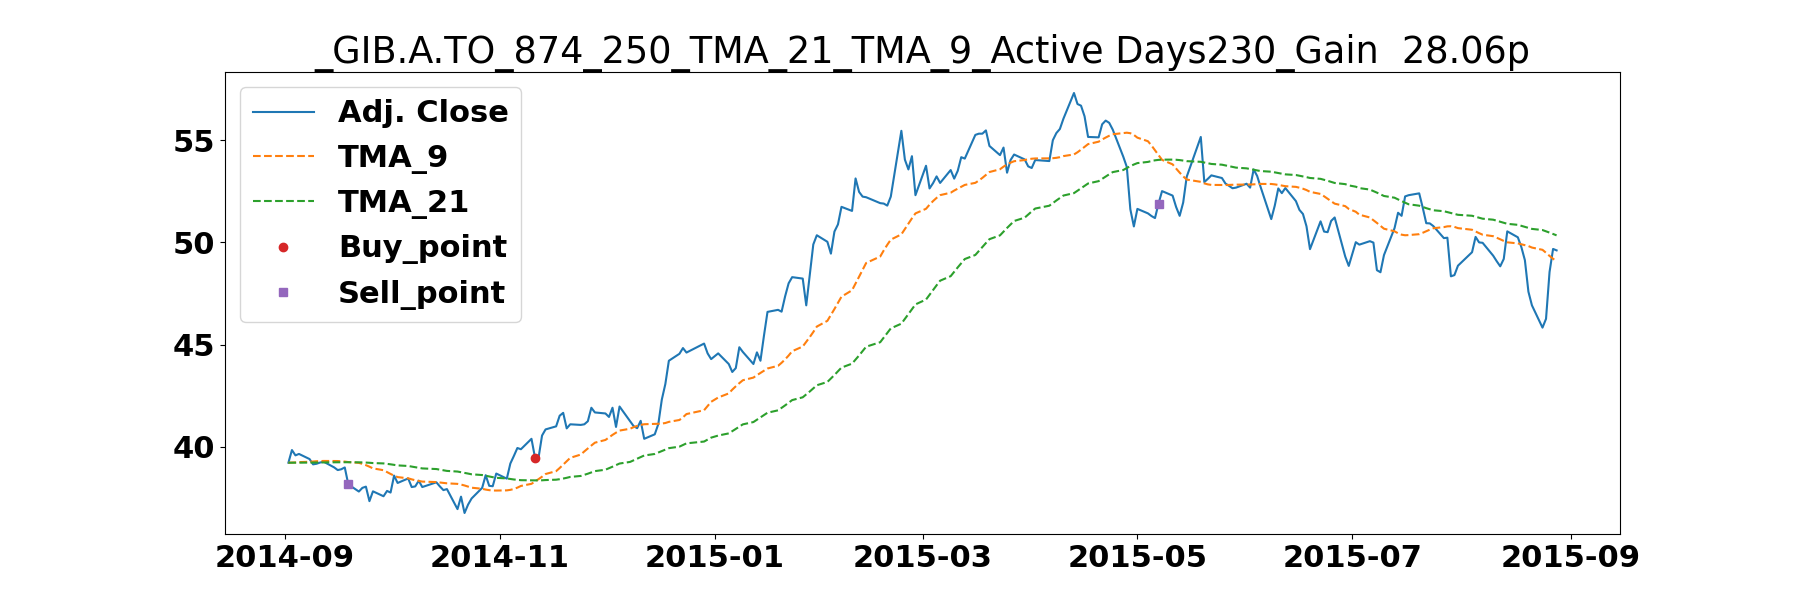 _GIB.A.TO_874_250_TMA_21_TMA_9_Active Days230_Gain  28.06p
Adj. Close
TMA_9
TMA_21
Buy_point
Sell_point
55
50
45
40
2014-09 2014-11 2015-01 2015-03 2015-05 2015-07 2015-09